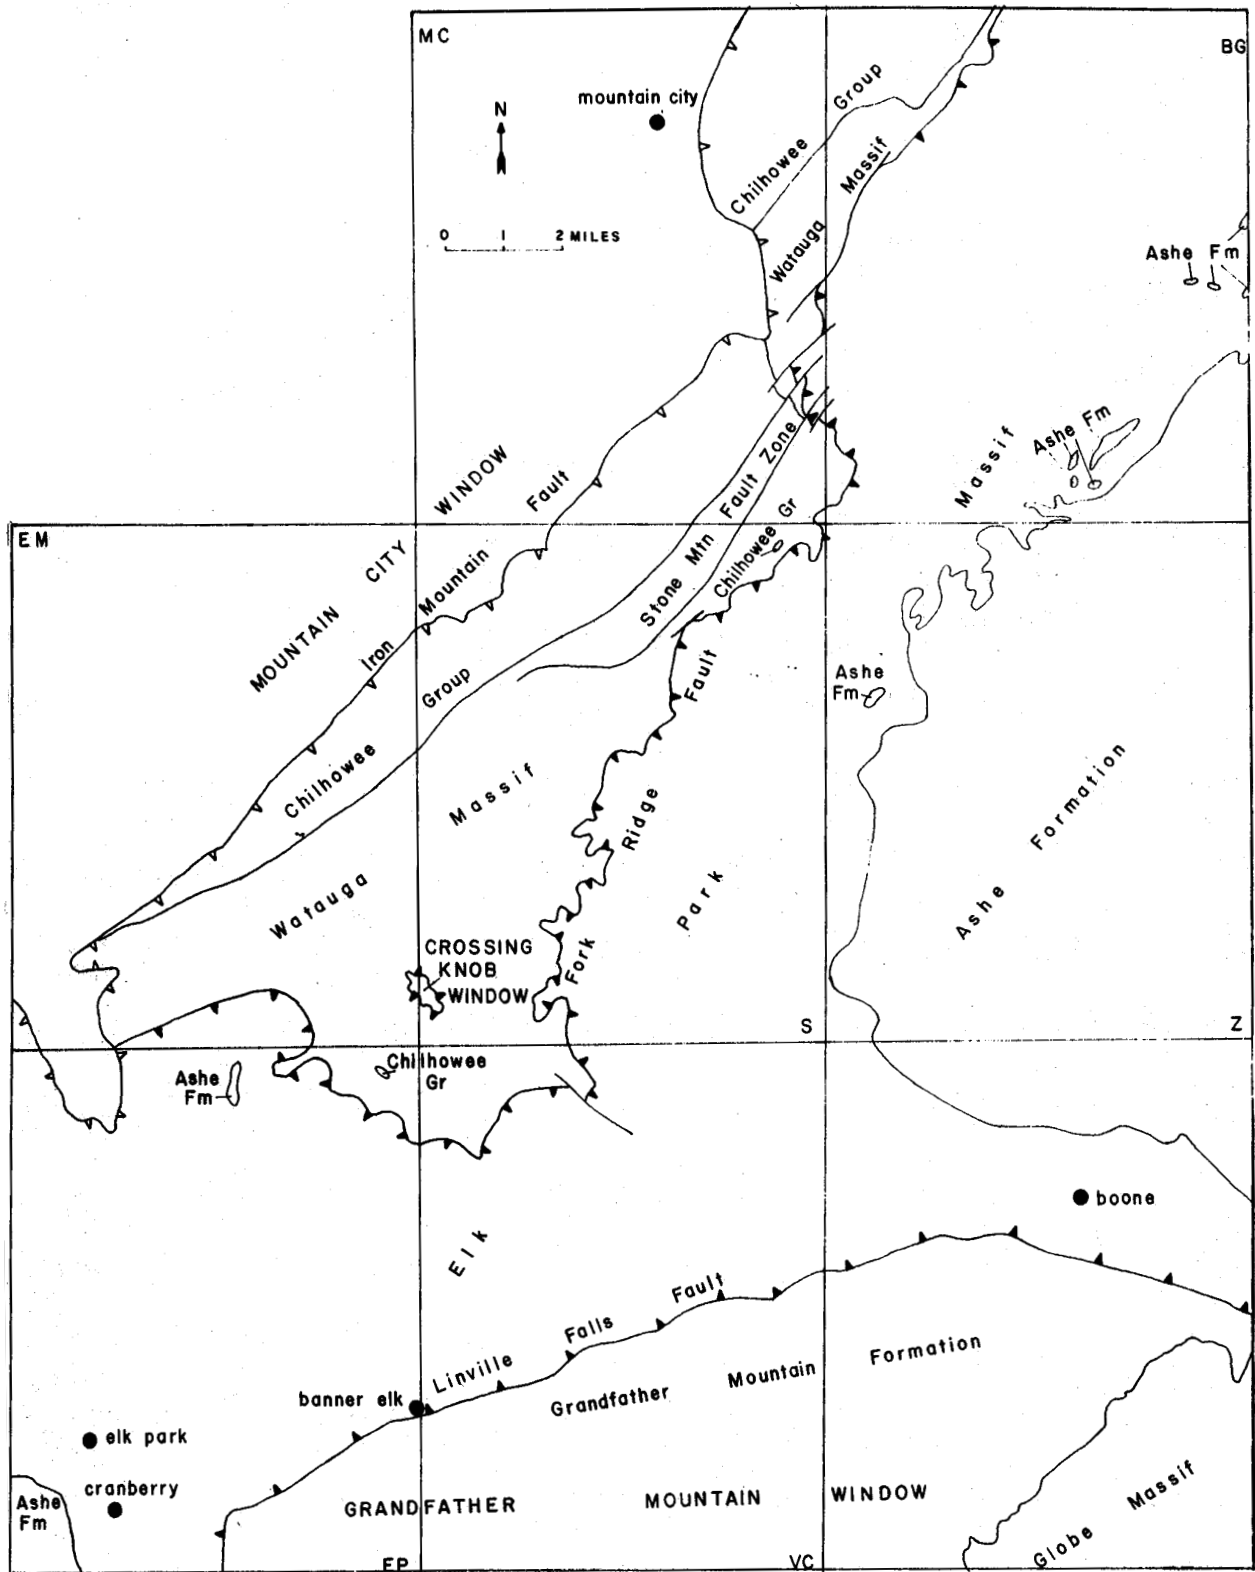 MC
BG
mountain city
N
0 1 2 MILES
Chilhowee Group
Watauga Massif
Ashe Fm
Ashe Fm
Massif
MOUNTAIN CITY WINDOW
Iron Mountain Fault
Stone Mtn Fault Zone
Chilhowee Gr
EM
Chilhowee Group
Watauga Massif
Ashe
Fm
Fork Ridge Fault
Elk Park
Ashe Formation
CROSSING
KNOB
WINDOW
S
Z
Chilhowee
Gr
Ashe
Fm
boone
Linville Falls Fault
Grandfather Mountain Formation
banner elk
elk park
cranberry
Ashe
Fm
GRANDFATHER MOUNTAIN WINDOW
Globe Massif
EP
VC